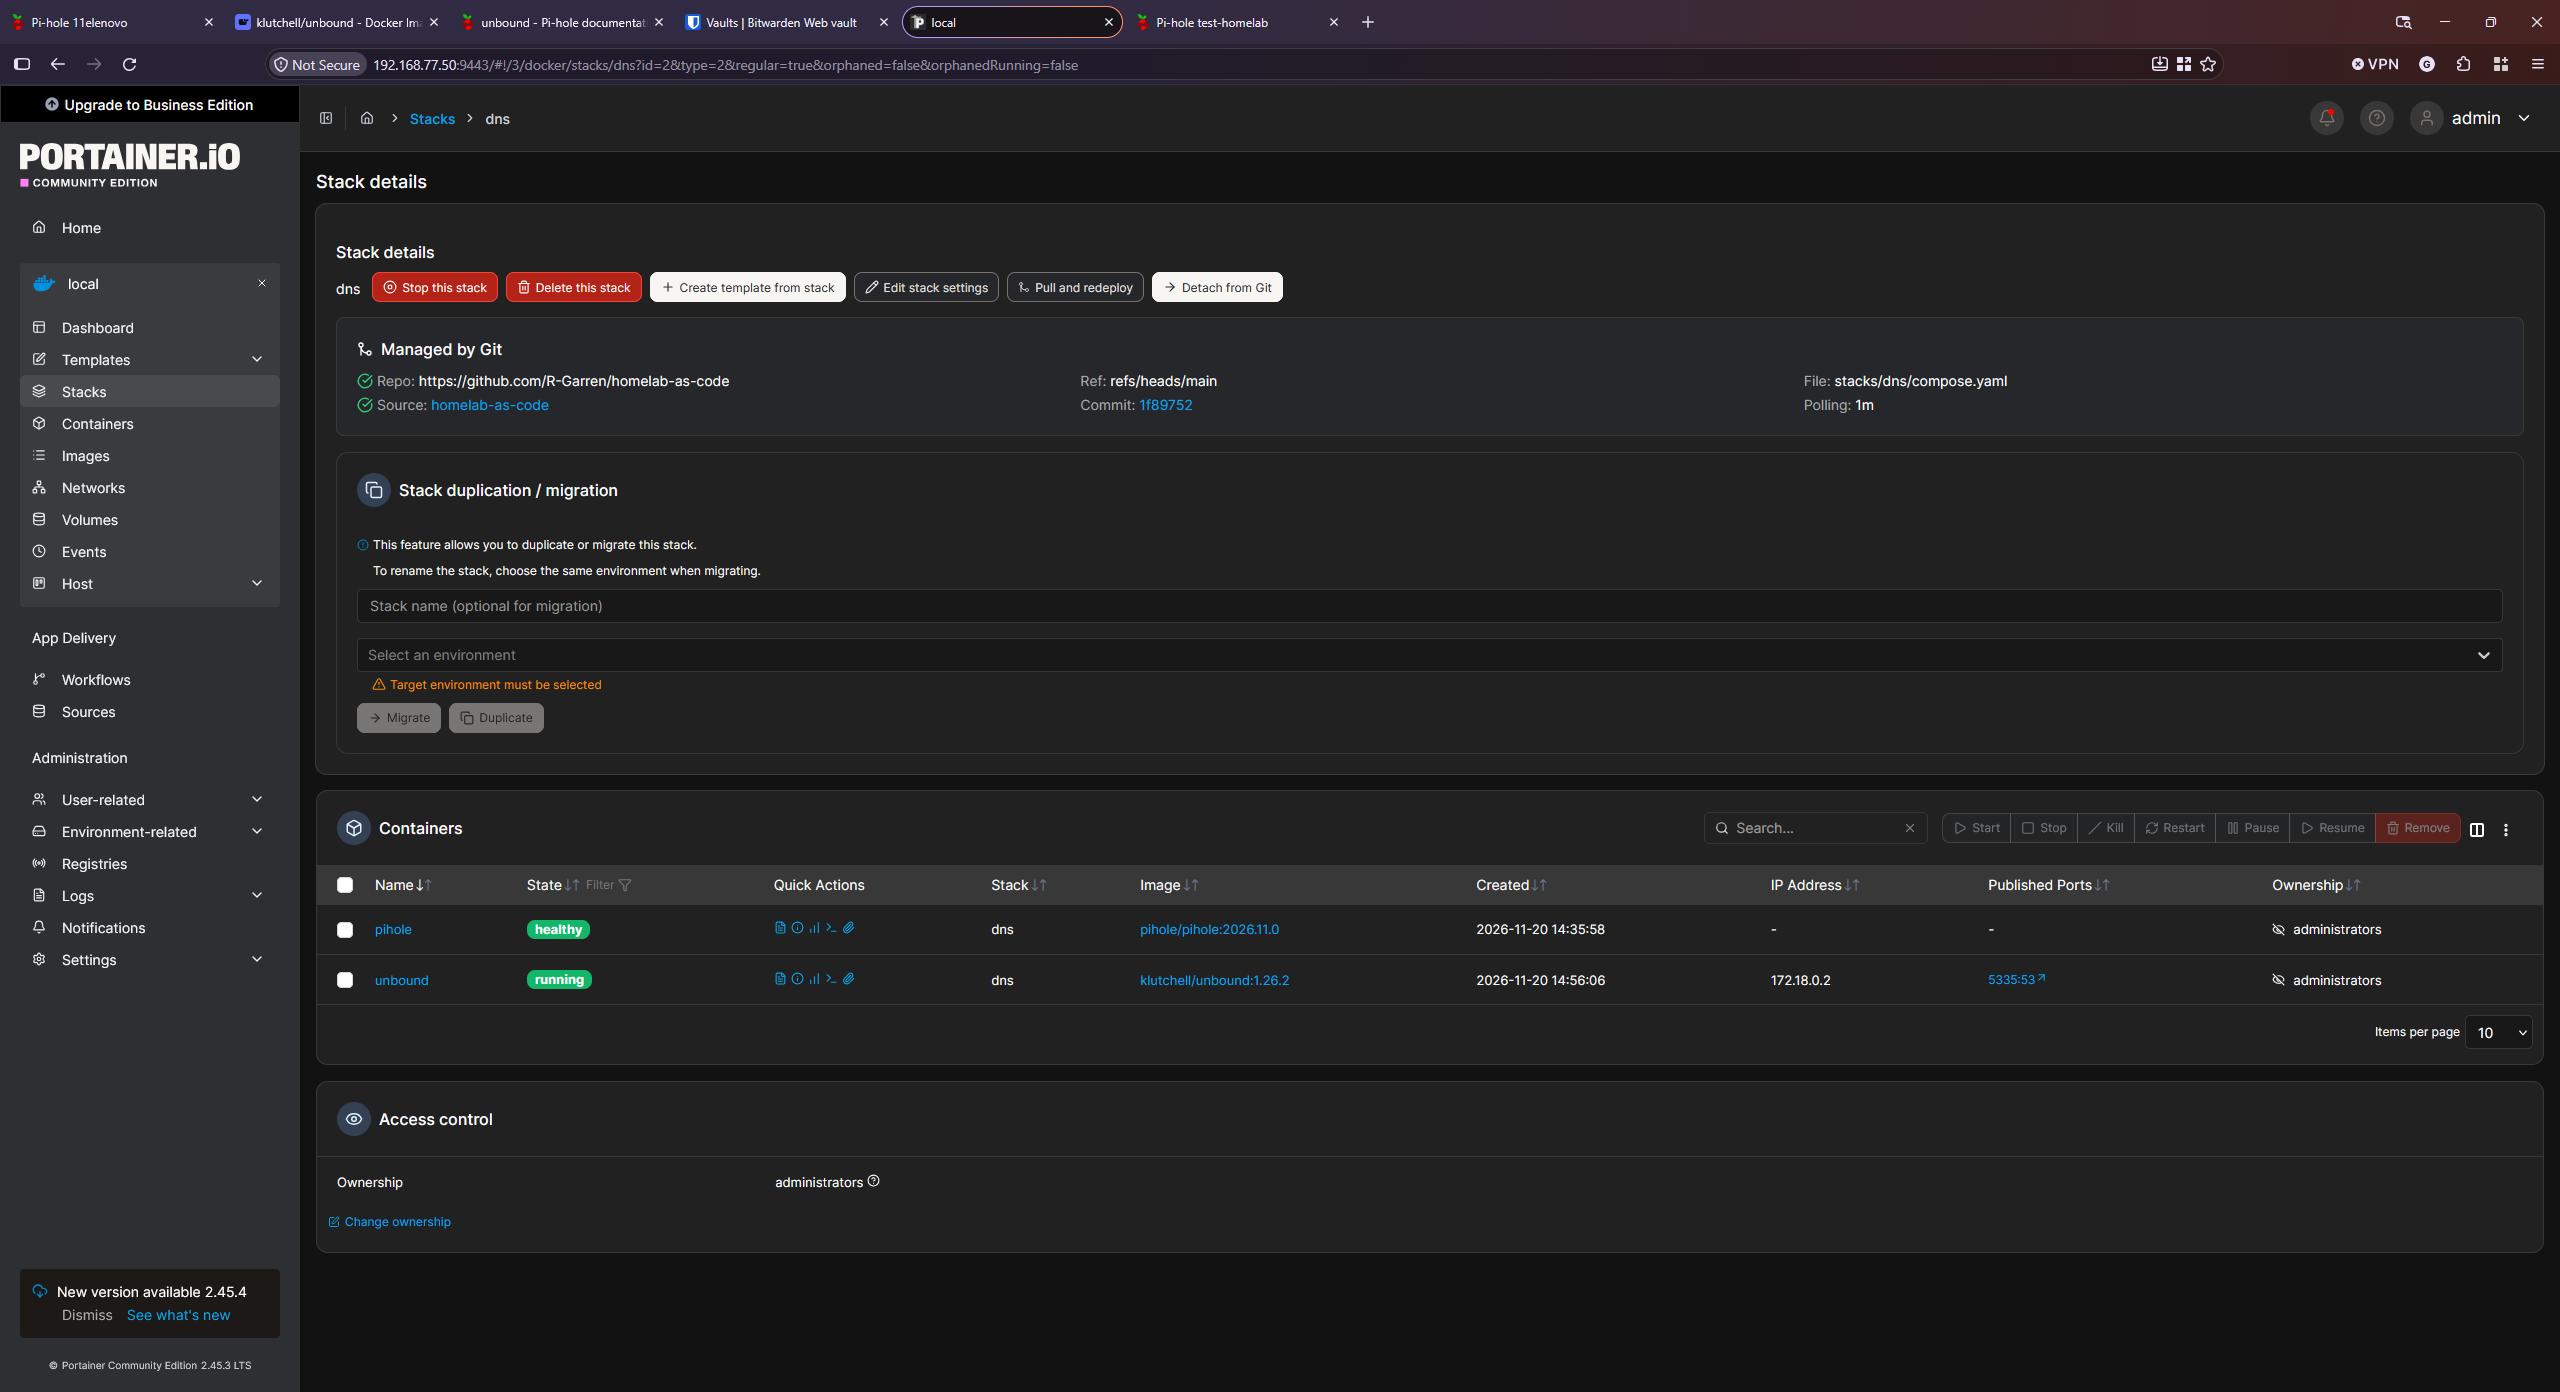 Pi-hole 11elenovo
klutchell/unbound - Docker Im
unbound - Pi-hole documentat
Vaults | Bitwarden Web vault
local
Pi-hole test-homelab
Not Secure 192.168.77.50:9443/#!/3/docker/stacks/dns?id=2&type=2&regular=true&orphaned=false&orphanedRunning=false
VPN
G
Upgrade to Business Edition
PORTAINER.iO
COMMUNITY EDITION
Home
local
Dashboard
Templates
Stacks
Containers
Images
Networks
Volumes
Events
Host
App Delivery
Workflows
Sources
Administration
User-related
Environment-related
Registries
Logs
Notifications
Settings
New version available 2.45.4
Dismiss See what's new
© Portainer Community Edition 2.45.3 LTS
Stacks > dns
admin
Stack details
Stack details
dns Stop this stack Delete this stack Create template from stack Edit stack settings Pull and redeploy Detach from Git
Managed by Git
Repo: https://github.com/R-Garren/homelab-as-code Ref: refs/heads/main File: stacks/dns/compose.yaml
Source: homelab-as-code Commit: 1f89752 Polling: 1m
Stack duplication / migration
This feature allows you to duplicate or migrate this stack.
To rename the stack, choose the same environment when migrating.
Stack name (optional for migration)
Select an environment
Target environment must be selected
Migrate Duplicate
Containers Search... Start Stop Kill Restart Pause Resume Remove
Name State Filter Quick Actions Stack Image Created IP Address Published Ports Ownership
pihole healthy dns pihole/pihole:2026.11.0 2026-11-20 14:35:58 - - administrators
unbound running dns klutchell/unbound:1.26.2 2026-11-20 14:56:06 172.18.0.2 5335:53 administrators
Items per page 10
Access control
Ownership administrators
Change ownership